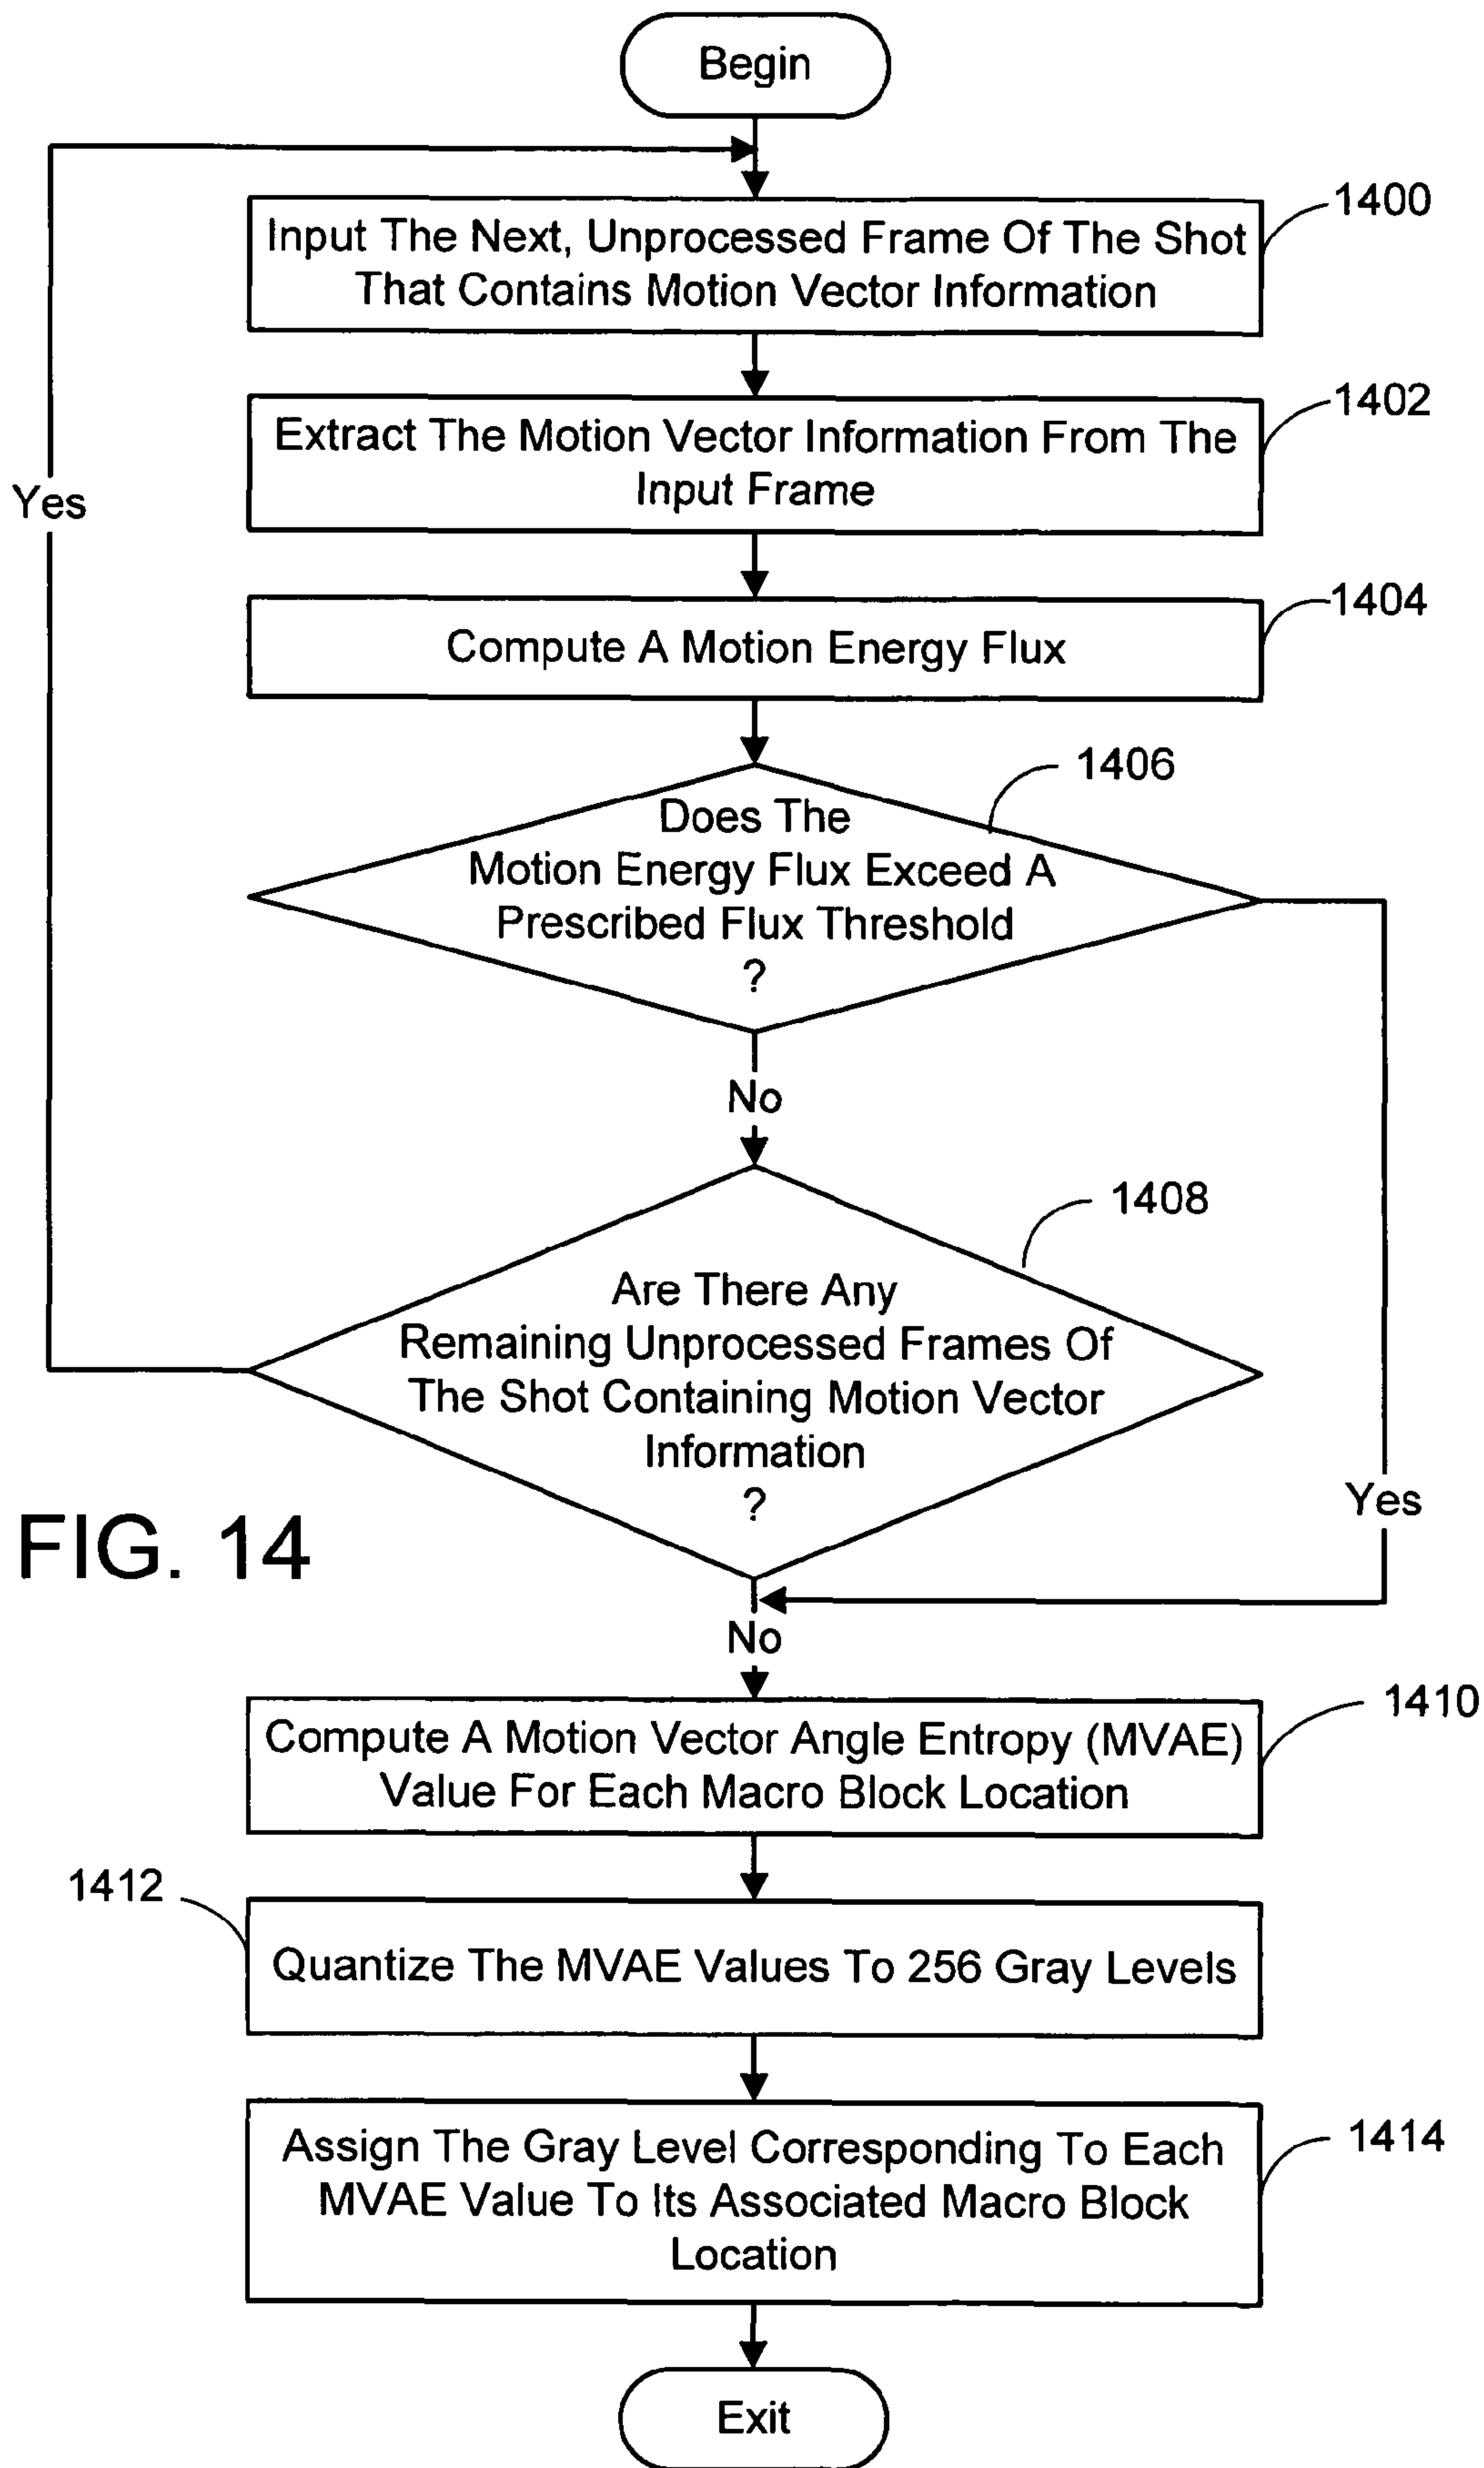 Begin
1400
Input The Next, Unprocessed Frame Of The Shot
That Contains Motion Vector Information
1402
Extract The Motion Vector Information From The
Input Frame
Yes
1404
Compute A Motion Energy Flux
1406
Does The
Motion Energy Flux Exceed A
Prescribed Flux Threshold
?
No
1408
Are There Any
Remaining Unprocessed Frames Of
The Shot Containing Motion Vector
Information
?
Yes
FIG. 14
No
1410
Compute A Motion Vector Angle Entropy (MVAE)
Value For Each Macro Block Location
1412
Quantize The MVAE Values To 256 Gray Levels
1414
Assign The Gray Level Corresponding To Each
MVAE Value To Its Associated Macro Block
Location
Exit